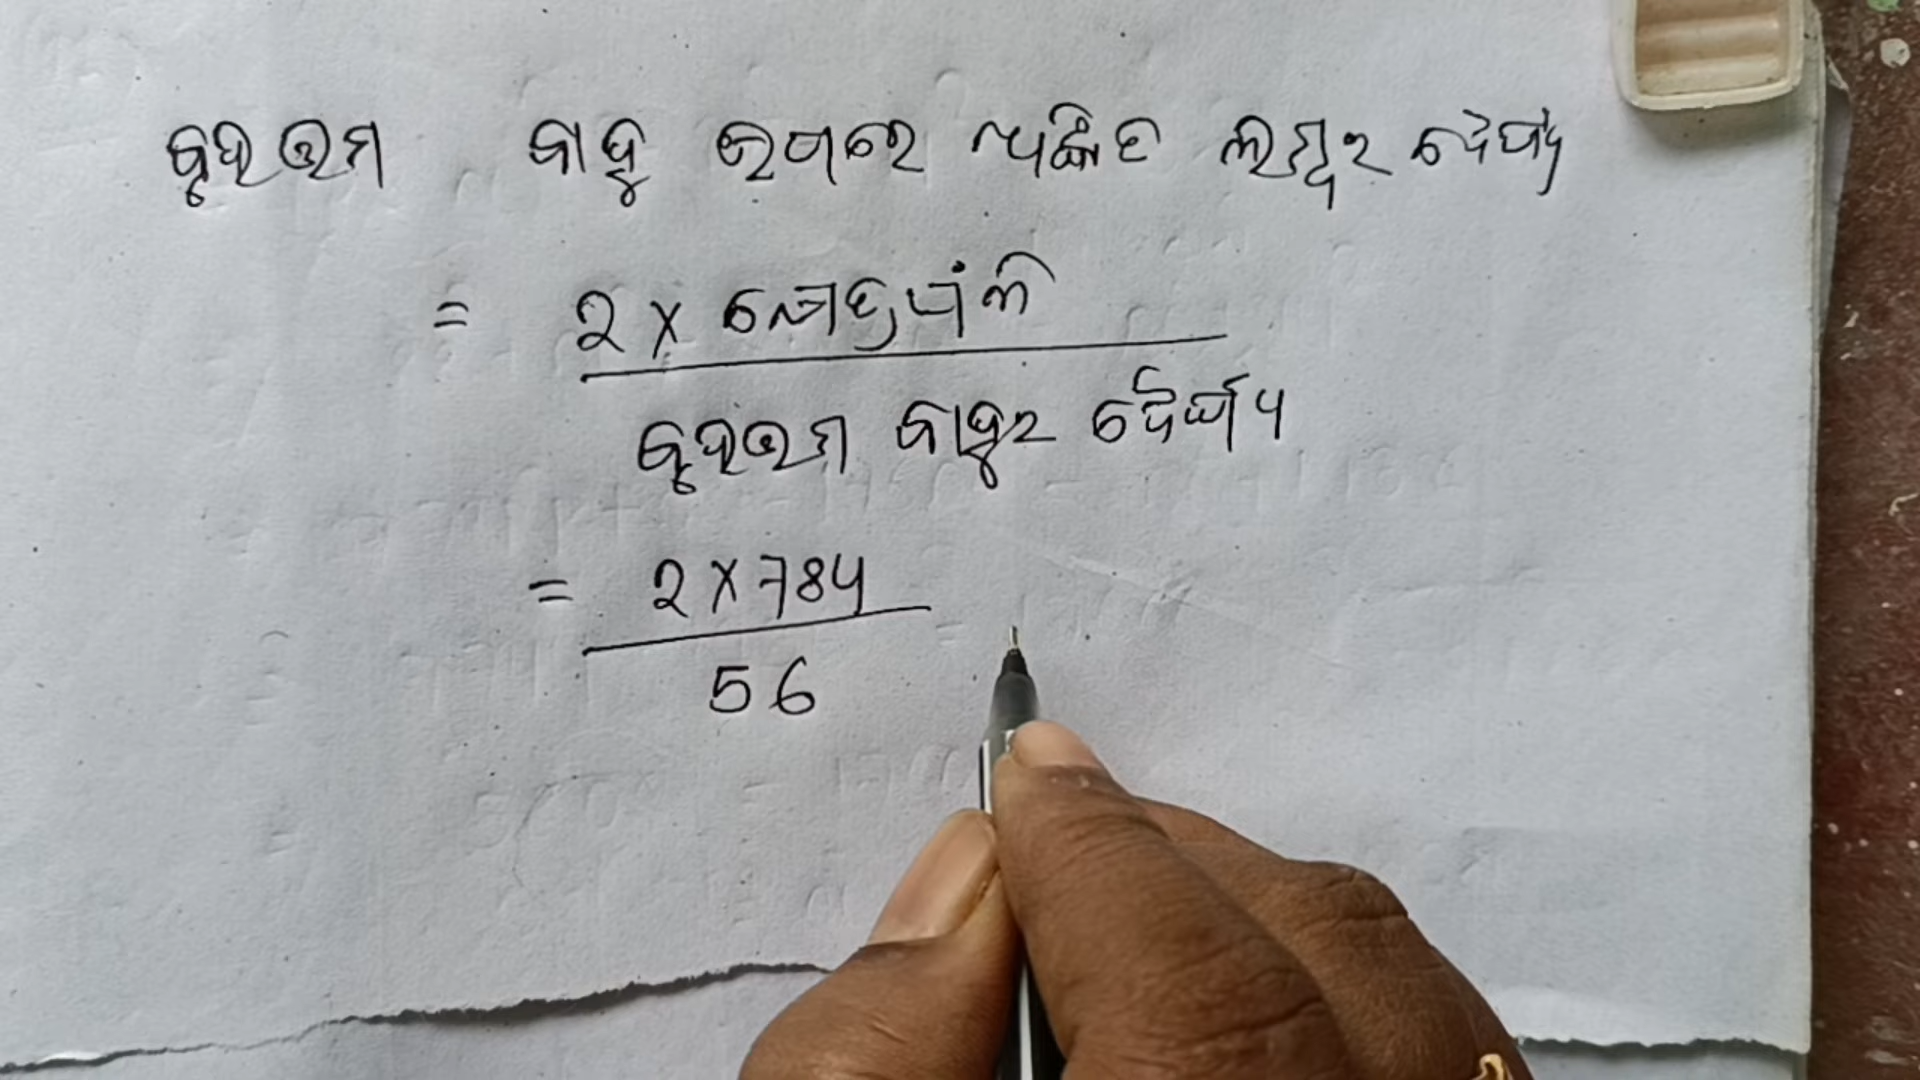 ବୃହତ୍ତମ ବାହୁ ଉପରେ ଅଙ୍କିତ ଲମ୍ବର ଦୈର୍ଘ୍ୟ
= 2 × କ୍ଷେତ୍ରଫଳ
ବୃହତ୍ତମ ବାହୁର ଦୈର୍ଘ୍ୟ
= 2 × 784
56